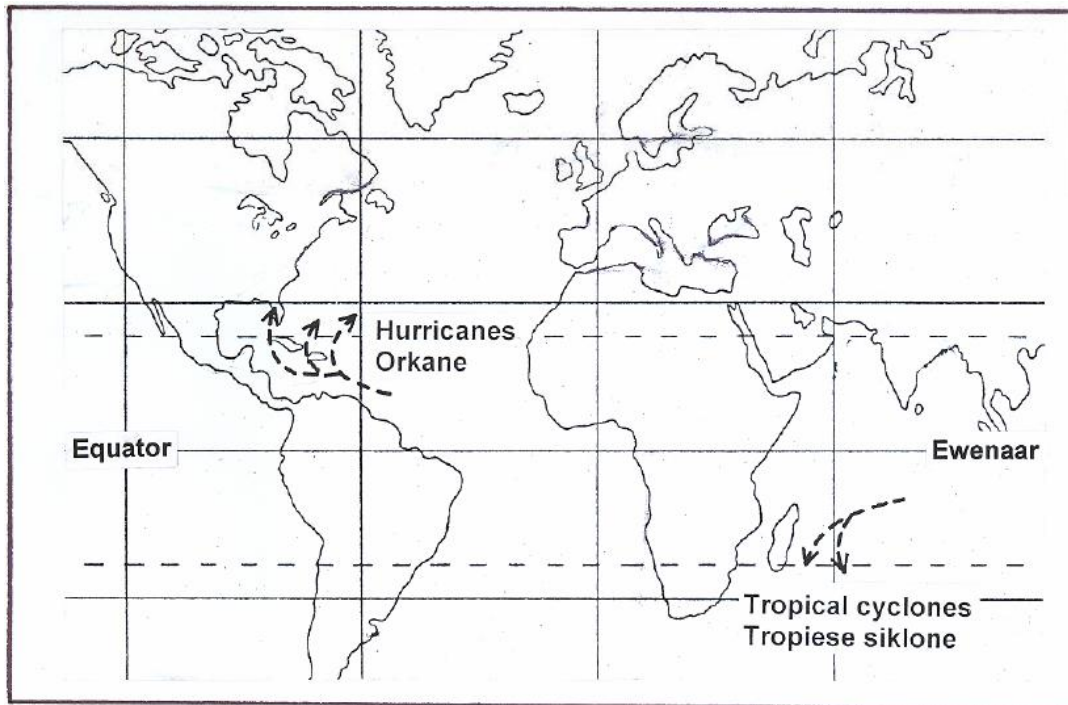 Hurricanes
Orkane
Equator
Ewenaar
Tropical cyclones
Tropiese siklone